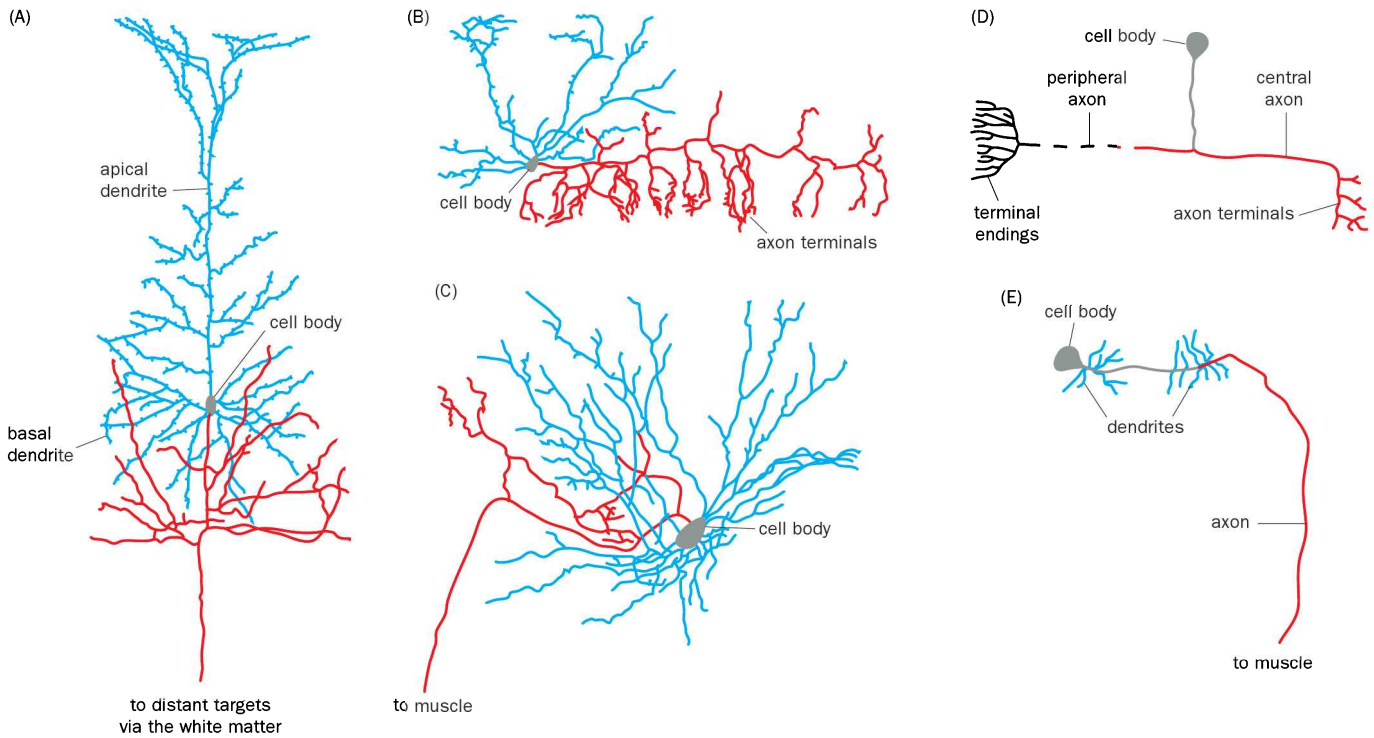 (A)
apical
dendrite
cell body
basal
dendrite
to distant targets
via the white matter
(B)
cell body
axon terminals
(C)
cell body
to muscle
(D)
cell body
peripheral
axon
central
axon
terminal
endings
axon terminals
(E)
cell body
dendrites
axon
to muscle